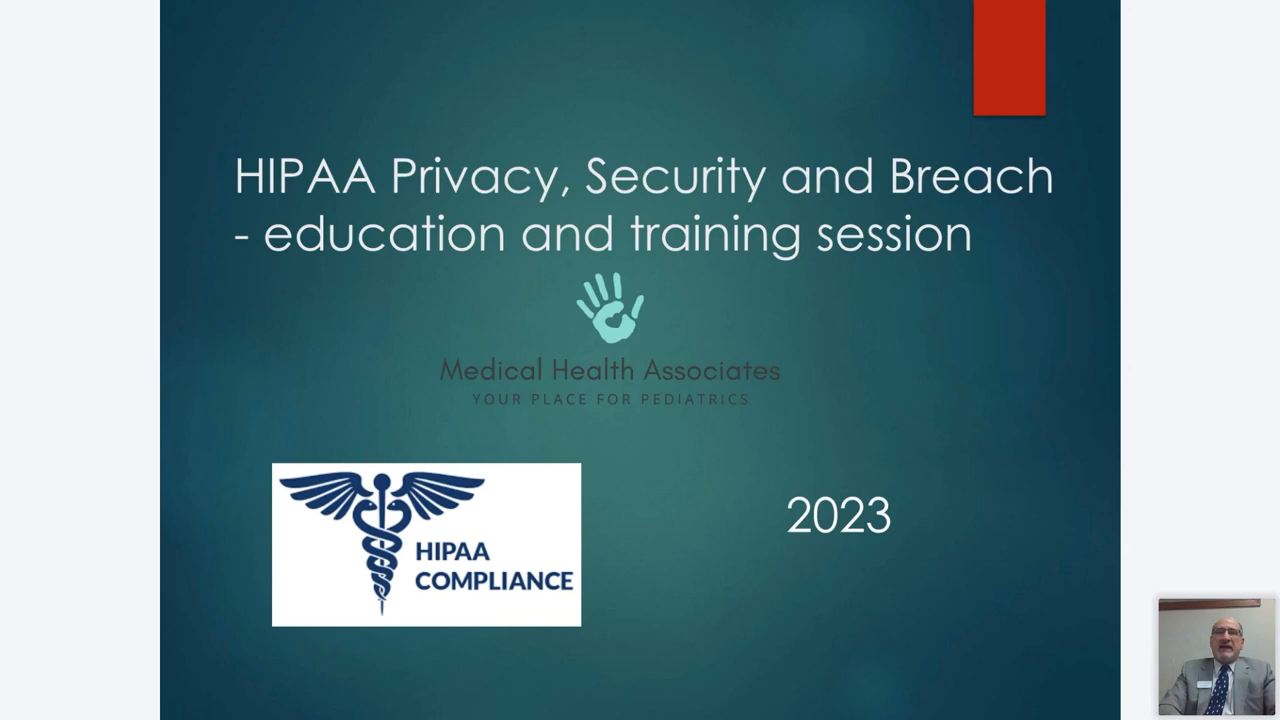 HIPAA Privacy, Security and Breach
- education and training session
Medical Health Associates
YOUR PLACE FOR PEDIATRICS
HIPAA
COMPLIANCE
2023